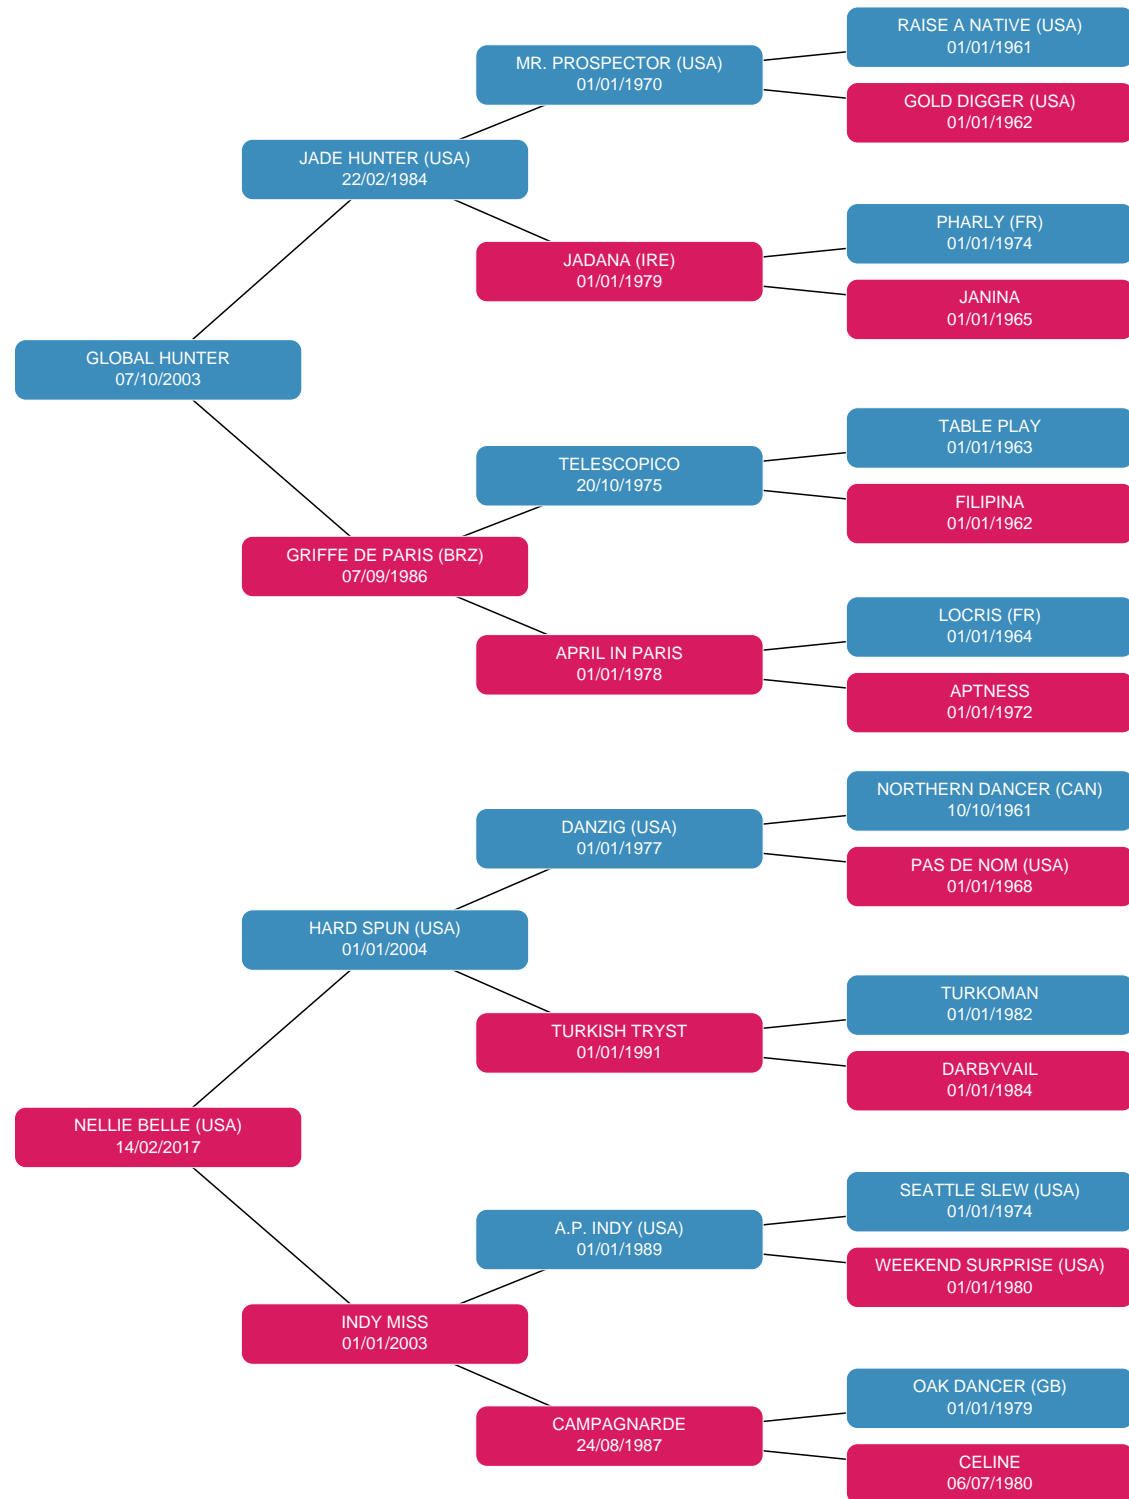 RAISE A NATIVE (USA)
01/01/1961
MR. PROSPECTOR (USA)
01/01/1970
GOLD DIGGER (USA)
01/01/1962
JADE HUNTER (USA)
22/02/1984
PHARLY (FR)
01/01/1974
JADANA (IRE)
01/01/1979
JANINA
01/01/1965
GLOBAL HUNTER
07/10/2003
TABLE PLAY
01/01/1963
TELESCOPICO
20/10/1975
FILIPINA
01/01/1962
GRIFFE DE PARIS (BRZ)
07/09/1986
LOCRIS (FR)
01/01/1964
APRIL IN PARIS
01/01/1978
APTNESS
01/01/1972
NORTHERN DANCER (CAN)
10/10/1961
DANZIG (USA)
01/01/1977
PAS DE NOM (USA)
01/01/1968
HARD SPUN (USA)
01/01/2004
TURKOMAN
01/01/1982
TURKISH TRYST
01/01/1991
DARBYVAIL
01/01/1984
NELLIE BELLE (USA)
14/02/2017
SEATTLE SLEW (USA)
01/01/1974
A.P. INDY (USA)
01/01/1989
WEEKEND SURPRISE (USA)
01/01/1980
INDY MISS
01/01/2003
OAK DANCER (GB)
01/01/1979
CAMPAGNARDE
24/08/1987
CELINE
06/07/1980